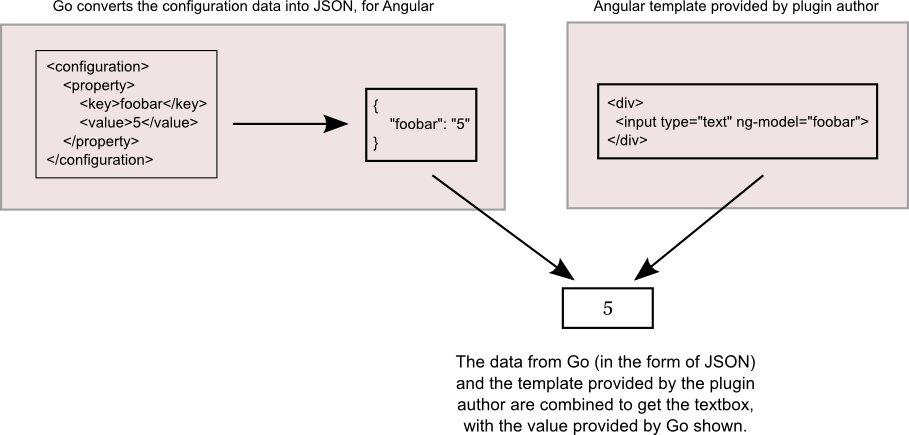 Go converts the configuration data into JSON, for Angular
<configuration>
<property>
<key>foobar</key>
<value>5</value>
</property>
</configuration>
{
"foobar": "5"
}
Angular template provided by plugin author
<div>
<input type="text" ng-model="foobar">
</div>
5
The data from Go (in the form of JSON)
and the template provided by the plugin
author are combined to get the textbox,
with the value provided by Go shown.